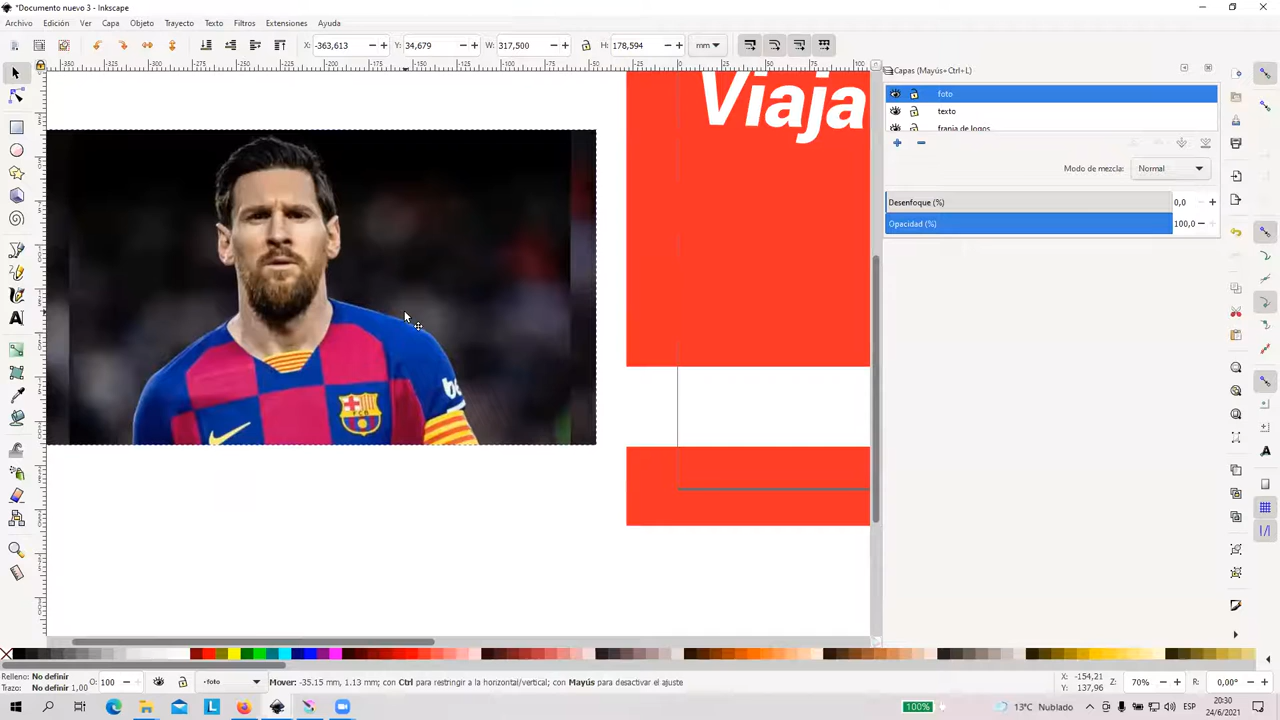 *Documento nuevo 3 - Inkscape
Archivo Edición Ver Capa Objeto Trayecto Texto Filtros Extensiones Ayuda
X: -363,613 Y: 34,679 W: 317,500 H: 178,594 mm
Viaja
be
Capas (Mayús+Ctrl+L)
foto
texto
franja de logos
Modo de mezcla: Normal
Desenfoque (%) 0,0
Opacidad (%) 100,0
Relleno: No definir
Trazo: No definir 1,00
O: 100
foto
Mover: -35.15 mm, 1.13 mm; con Ctrl para restringir a la horizontal/vertical; con Mayús para desactivar el ajuste
X: -154,21
Y: 137,96
Z: 70%
R: 0,00°
100%
13°C Nublado
ESP
20:30
24/6/2021